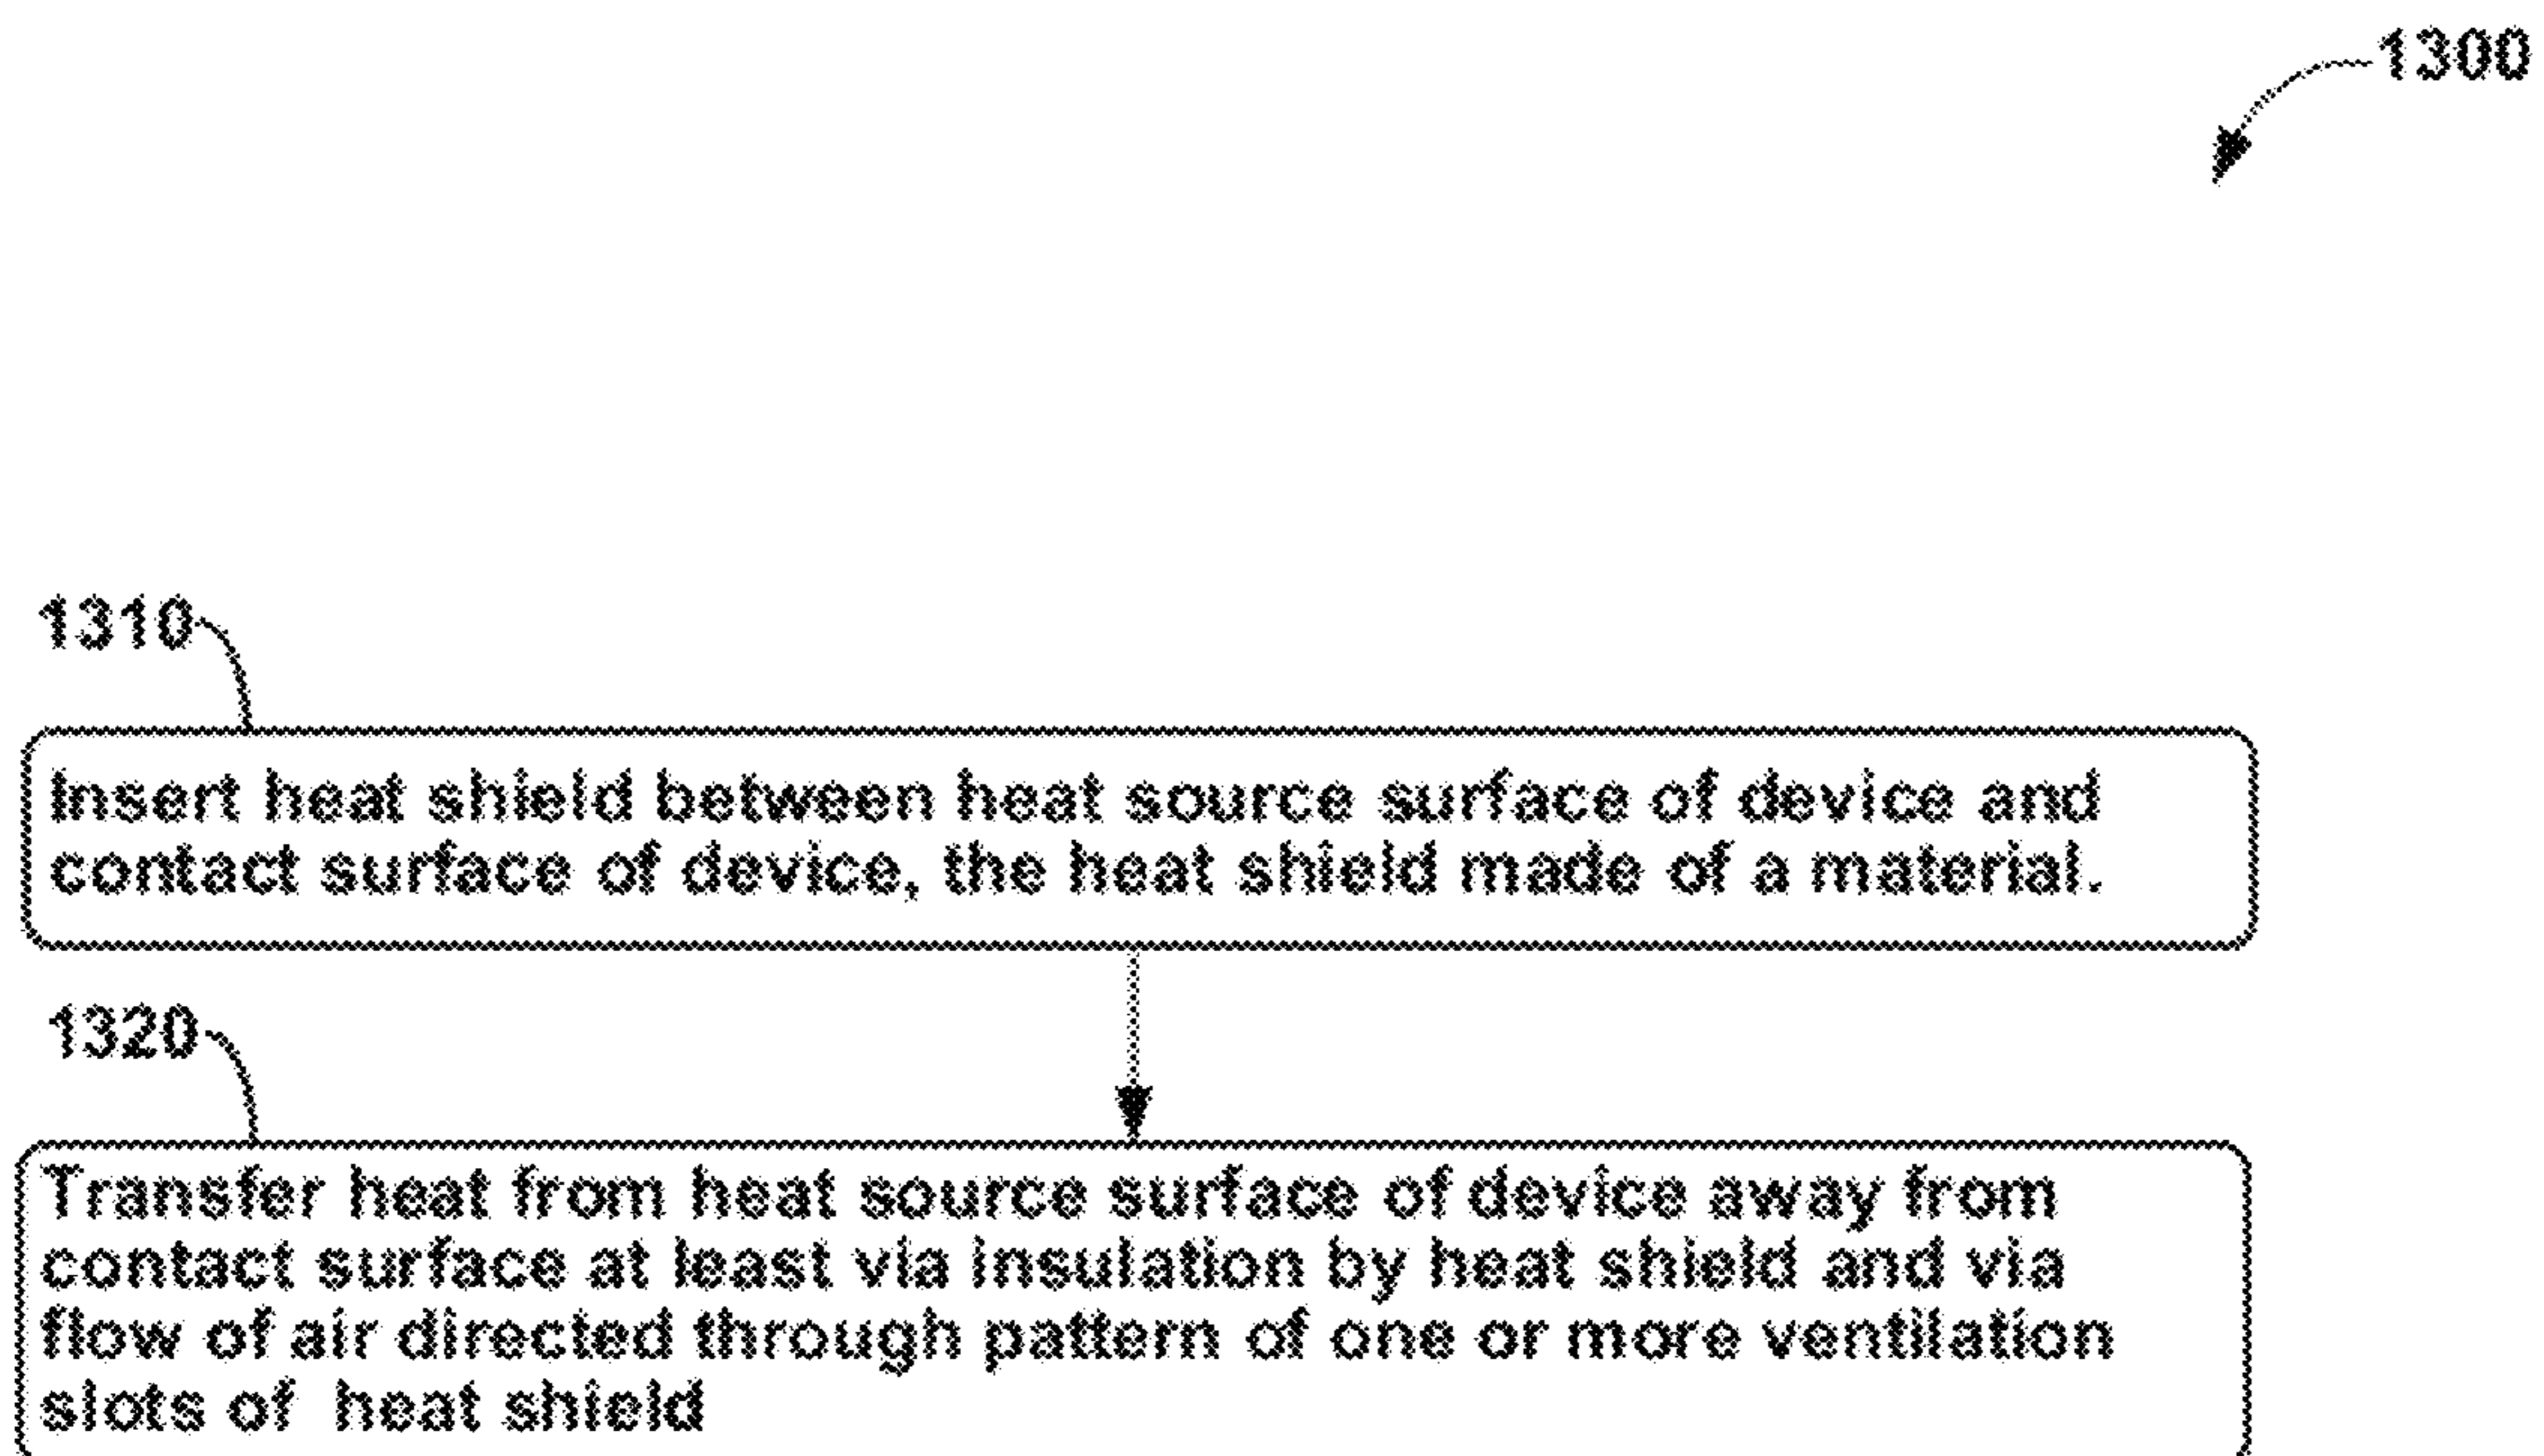 1300
1310
Insert heat shield between heat source surface of device and
contact surface of device, the heat shield made of a material.
1320
Transfer heat from heat source surface of device away from
contact surface at least via insulation by heat shield and via
flow of air directed through pattern of one or more ventilation
slots of heat shield